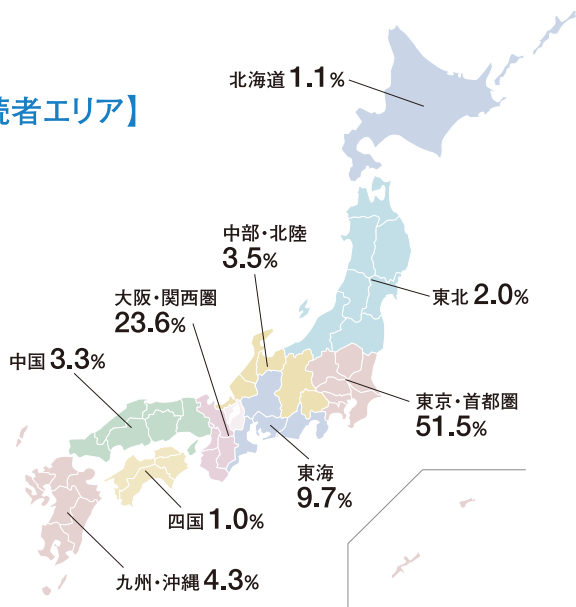 者エリア】
北海道 1.1%
中部・北陸
3.5%
東北 2.0%
大阪・関西圏
23.6%
中国 3.3%
東京・首都圏
51.5%
東海
9.7%
四国 1.0%
九州・沖縄 4.3%